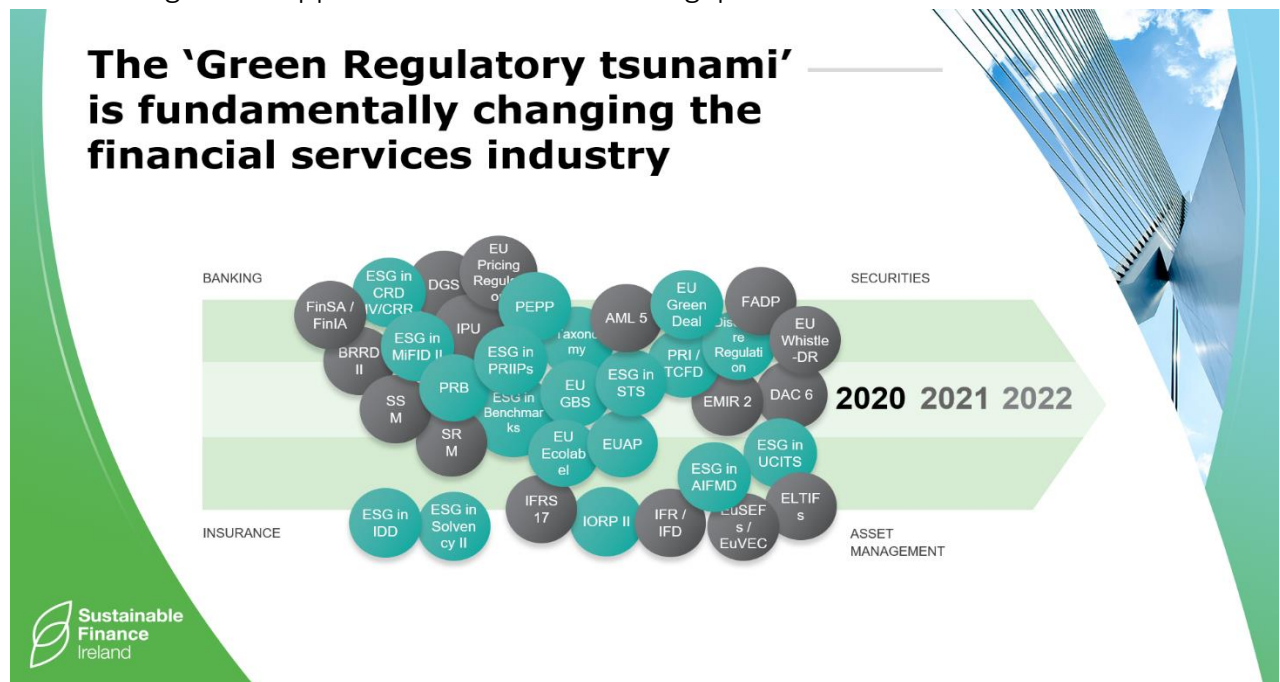 The ‘Green Regulatory tsunami’
is fundamentally changing the
financial services industry
BANKING
SECURITIES
FinSA /
FinIA
ESG in
CRD
IV/CRR
DGS
EU
Pricing
BRRD
II
ESG in
MiFID II
IPU
PEPP
ESG in
PRIIPs
my
AML 5
EU
Green
Deal
FADP
re
Regulati
on
EU
Whistle
-DR
SS
M
PRB
SR
M
ESG in
Benchmar
ks
EU
GBS
ESG in
STS
PRI /
TCFD
EMIR 2
DAC 6
2020 2021 2022
EU
Ecolab
el
EUAP
ESG in
AIFMD
ESG in
UCITS
INSURANCE
ESG in
IDD
ESG in
Solven
cy II
IFRS
17
IORP II
IFR /
IFD
EuSEF
s /
EuVEC
ELTIF
s
ASSET
MANAGEMENT
Sustainable
Finance
Ireland